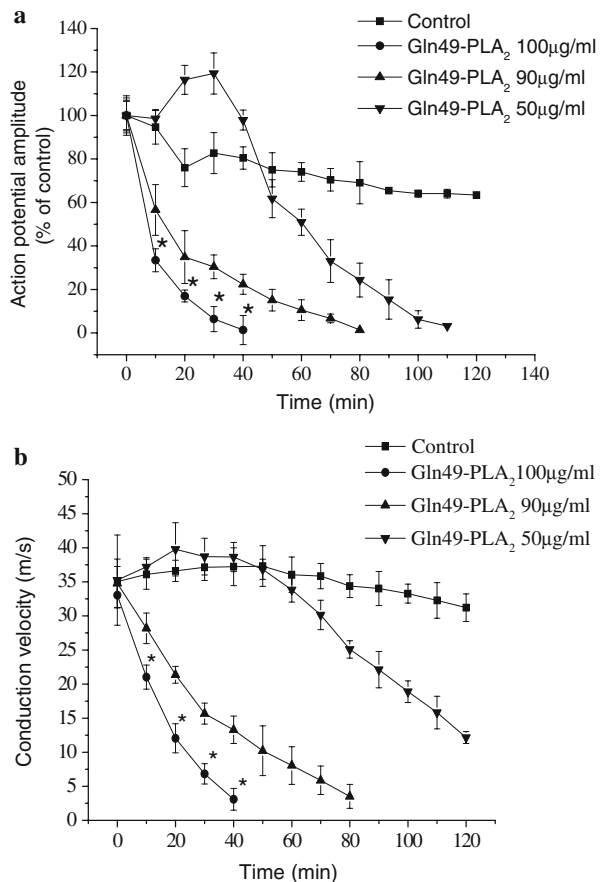 a
Control
Gln49-PLA₂ 100µg/ml
Gln49-PLA₂ 90µg/ml
Gln49-PLA₂ 50µg/ml
Action potential amplitude
(% of control)
140
120
100
80
60
40
20
0
*
*
*
*
0 20 40 60 80 100 120 140
Time (min)
b
Control
Gln49-PLA₂100µg/ml
Gln49-PLA₂ 90µg/ml
Gln49-PLA₂ 50µg/ml
Conduction velocity (m/s)
50
45
40
35
30
25
20
15
10
5
0
*
*
*
*
0 20 40 60 80 100 120
Time (min)